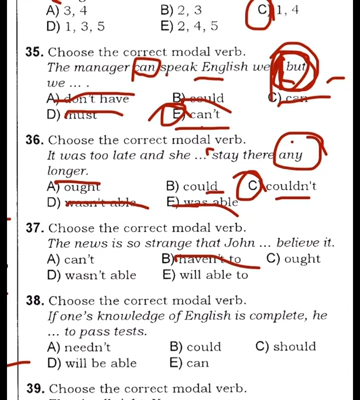 A) 3, 4 B) 2, 3 C) 1, 4
D) 1, 3, 5 E) 2, 4, 5
35. Choose the correct modal verb.
The manager can speak English we but
we ... .
A) don't have B) could C) can
D) must E) can't
36. Choose the correct modal verb.
It was too late and she ... stay there any
longer.
A) ought B) could C) couldn't
D) wasn't able E) was able
37. Choose the correct modal verb.
The news is so strange that John ... believe it.
A) can't B) haven't to C) ought
D) wasn't able E) will able to
38. Choose the correct modal verb.
If one's knowledge of English is complete, he
... to pass tests.
A) needn't B) could C) should
D) will be able E) can
39. Choose the correct modal verb.